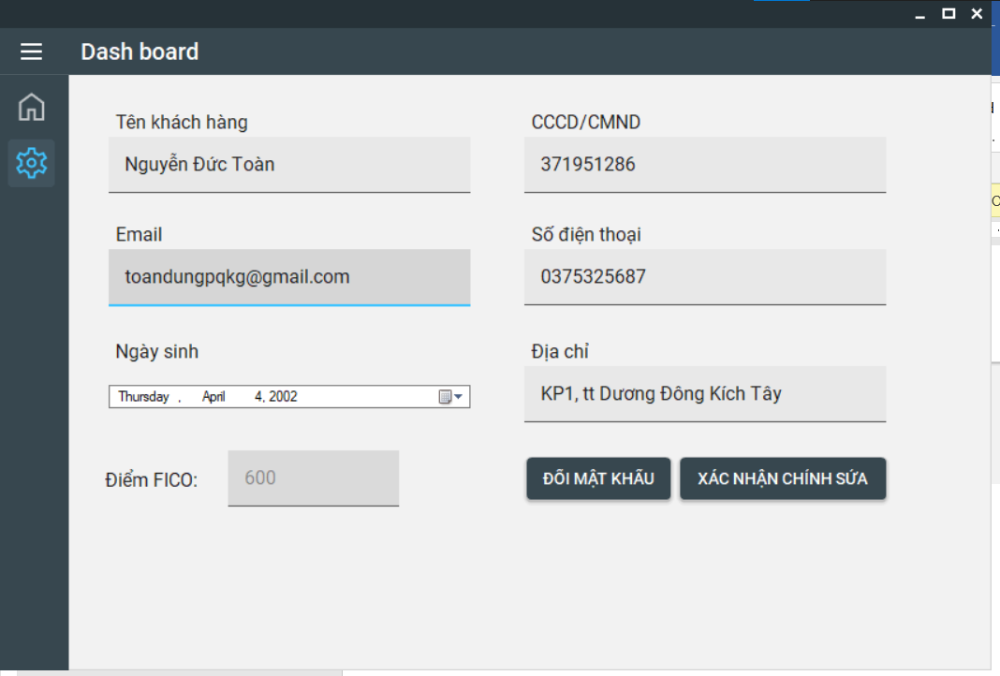 Dash board
Tên khách hàng
Nguyễn Đức Toàn
CCCD/CMND
371951286
Email
toandungpqkg@gmail.com
Số điện thoại
0375325687
Ngày sinh
Thursday , April 4, 2002
Địa chỉ
KP1, tt Dương Đông Kích Tây
Điểm FICO:
600
ĐỔI MẬT KHẨU
XÁC NHẬN CHỈNH SỬA